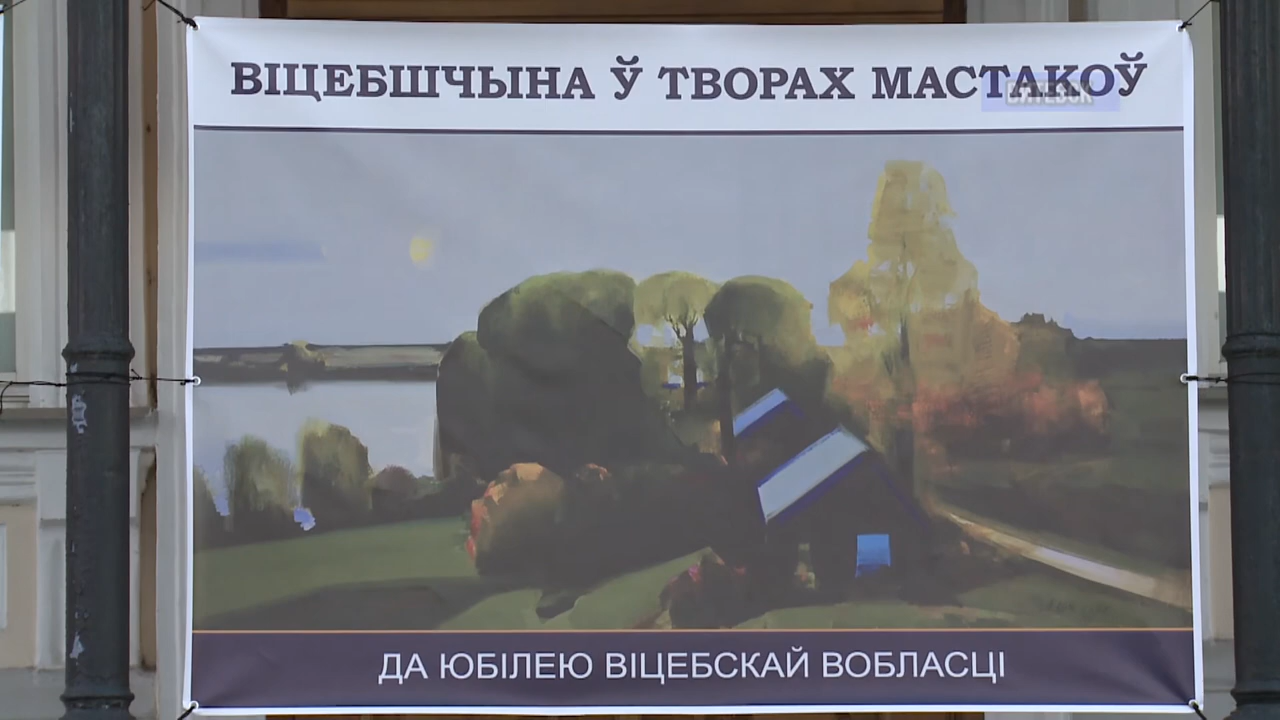 ВІЦЕБШЧЫНА Ў ТВОРАХ МАСТАКОЎ
ДА ЮБІЛЕЮ ВІЦЕБСКАЙ ВОБЛАСЦІ